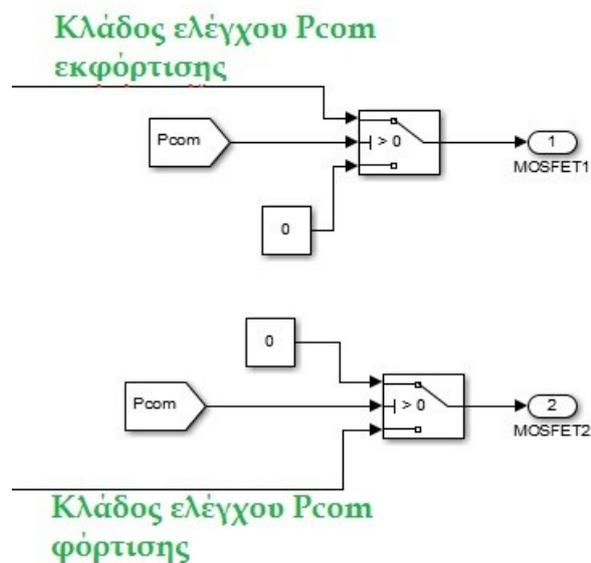 Κλάδος ελέγχου Pcom
εκφόρτισης
Pcom
> 0
1
MOSFET1
0
0
Pcom
> 0
2
MOSFET2
Κλάδος ελέγχου Pcom
φόρτισης